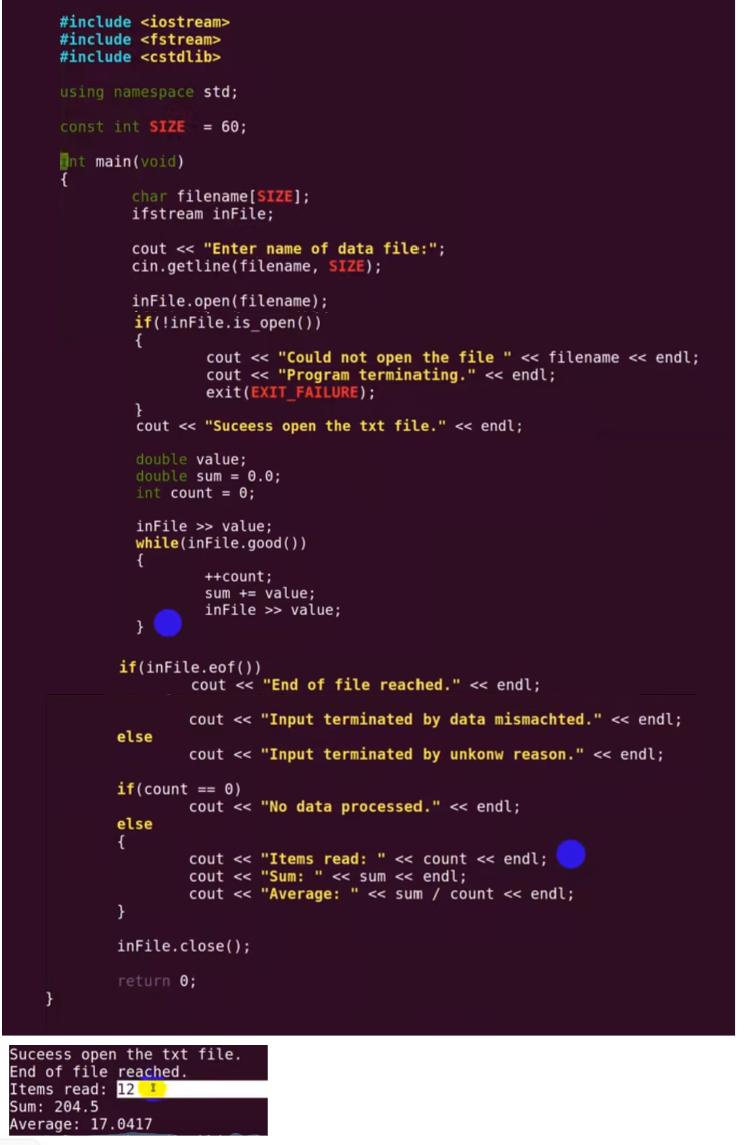 #include <iostream>
#include <fstream>
#include <cstdlib>
using namespace std;
const int SIZE = 60;
int main(void)
{
char filename[SIZE];
ifstream inFile;
cout << "Enter name of data file:";
cin.getline(filename, SIZE);
inFile.open(filename);
if(!inFile.is_open())
{
cout << "Could not open the file " << filename << endl;
cout << "Program terminating." << endl;
exit(EXIT_FAILURE);
}
cout << "Suceess open the txt file." << endl;
double value;
double sum = 0.0;
int count = 0;
inFile >> value;
while(inFile.good())
{
++count;
sum += value;
inFile >> value;
}
if(inFile.eof())
cout << "End of file reached." << endl;
cout << "Input terminated by data mismachted." << endl;
else
cout << "Input terminated by unkonw reason." << endl;
if(count == 0)
cout << "No data processed." << endl;
else
{
cout << "Items read: " << count << endl;
cout << "Sum: " << sum << endl;
cout << "Average: " << sum / count << endl;
}
inFile.close();
return 0;
}
Suceess open the txt file.
End of file reached.
Items read: 12
Sum: 204.5
Average: 17.0417